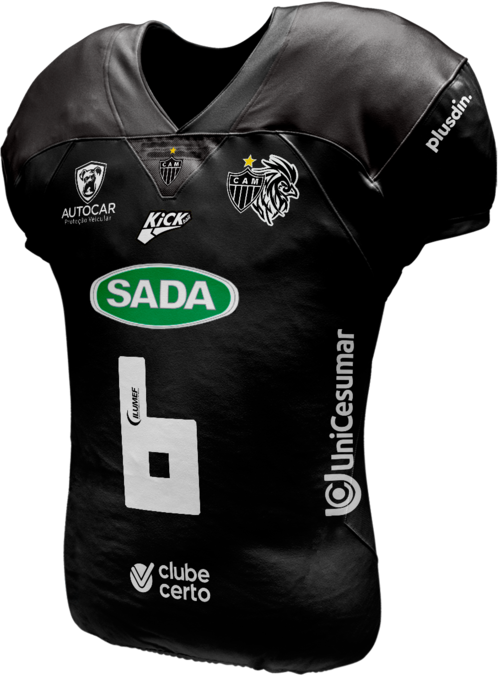 plusdin.
CAM
CAM
AUTOCAR
Proteção Veicular
KICK
SADA
ILUMEF
6
UniCesumar
clube
certo